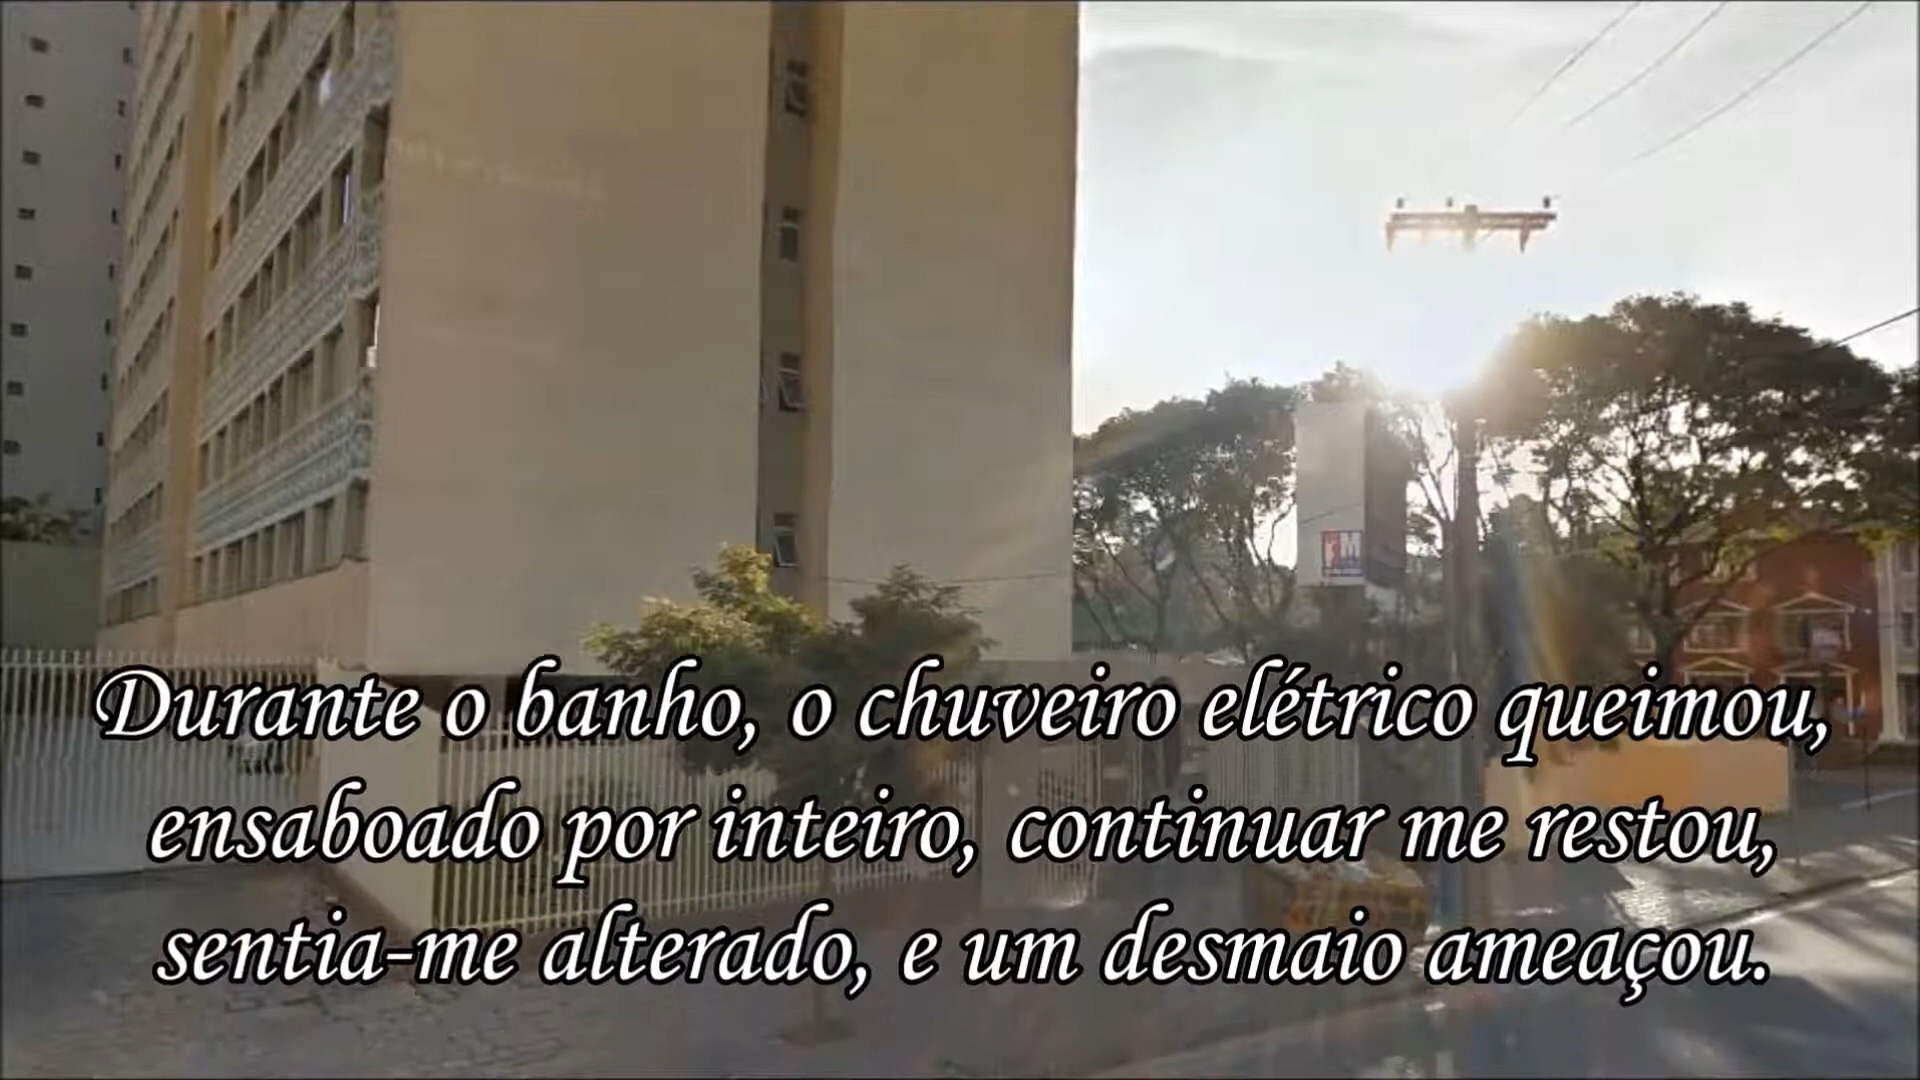 Durante o banho, o chuveiro elétrico queimou,
ensaboado por inteiro, continuar me restou,
sentia-me alterado, e um desmaio ameaçou.